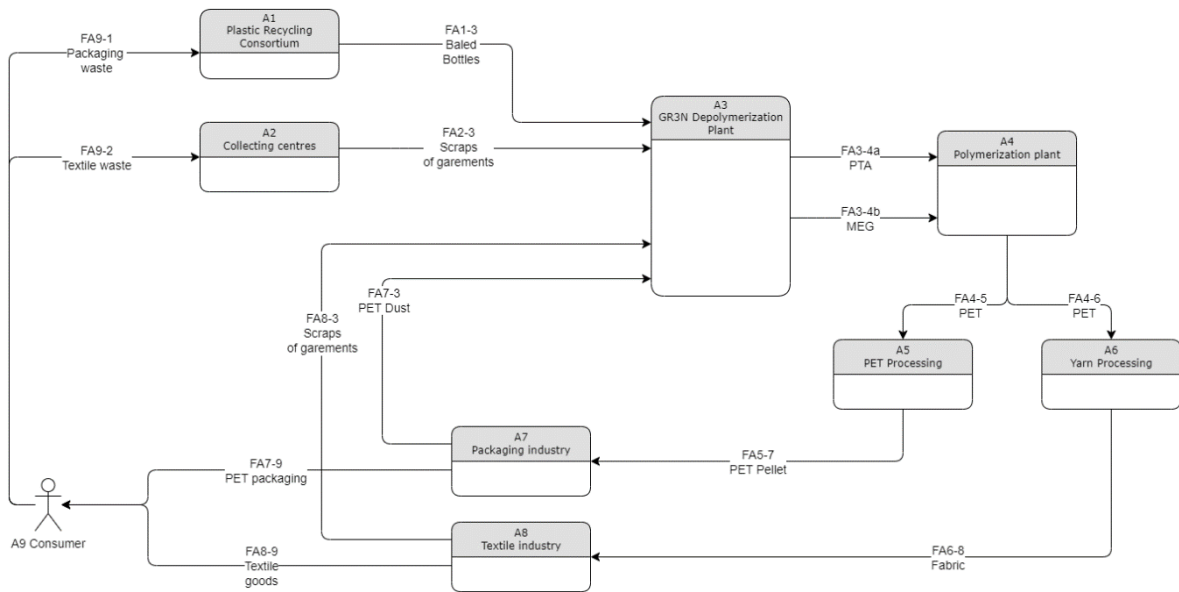 A1
Plastic Recycling
Consortium
FA9-1
Packaging
waste
FA1-3
Baled
Bottles
A2
Collecting centres
FA9-2
Textile waste
FA2-3
Scraps
of garements
A3
GR3N Depolymerization
Plant
FA3-4a
PTA
FA3-4b
MEG
A4
Polymerization plant
FA7-3
PET Dust
FA8-3
Scraps
of garements
FA4-5
PET
FA4-6
PET
A5
PET Processing
A6
Yarn Processing
A7
Packaging industry
FA5-7
PET Pellet
FA7-9
PET packaging
A9 Consumer
A8
Textile industry
FA8-9
Textile
goods
FA6-8
Fabric